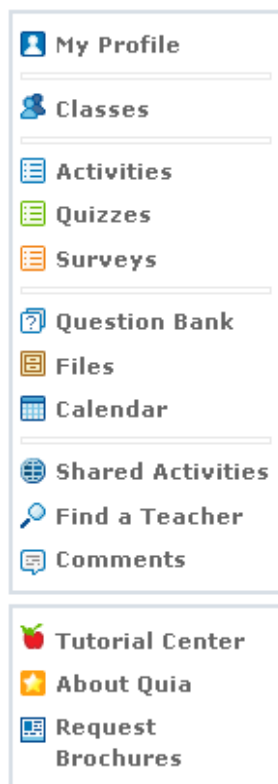 My Profile
Classes
Activities
Quizzes
Surveys
Question Bank
Files
Calendar
Shared Activities
Find a Teacher
Comments
Tutorial Center
About Quia
Request
Brochures